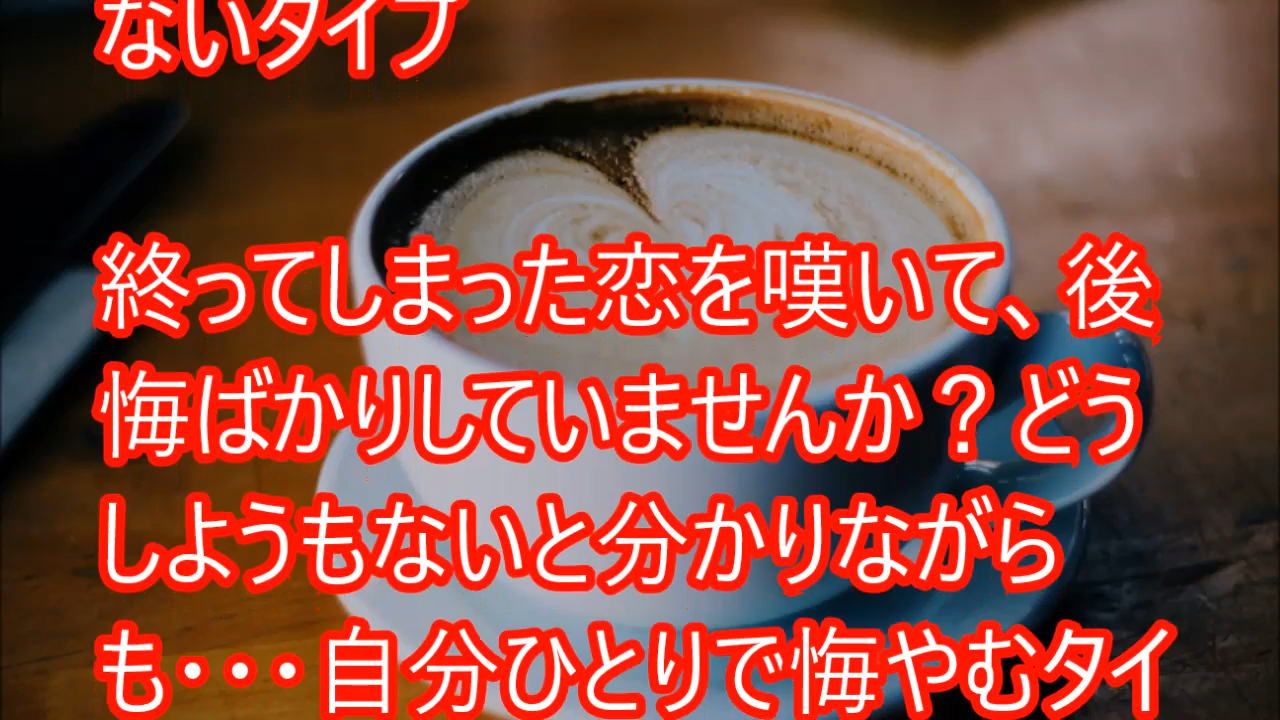 ないタイプ
終ってしまった恋を嘆いて、後
悔ばかりしていませんか？どう
しようもないと分かりながら
も・・・自分ひとりで悔やむタイ